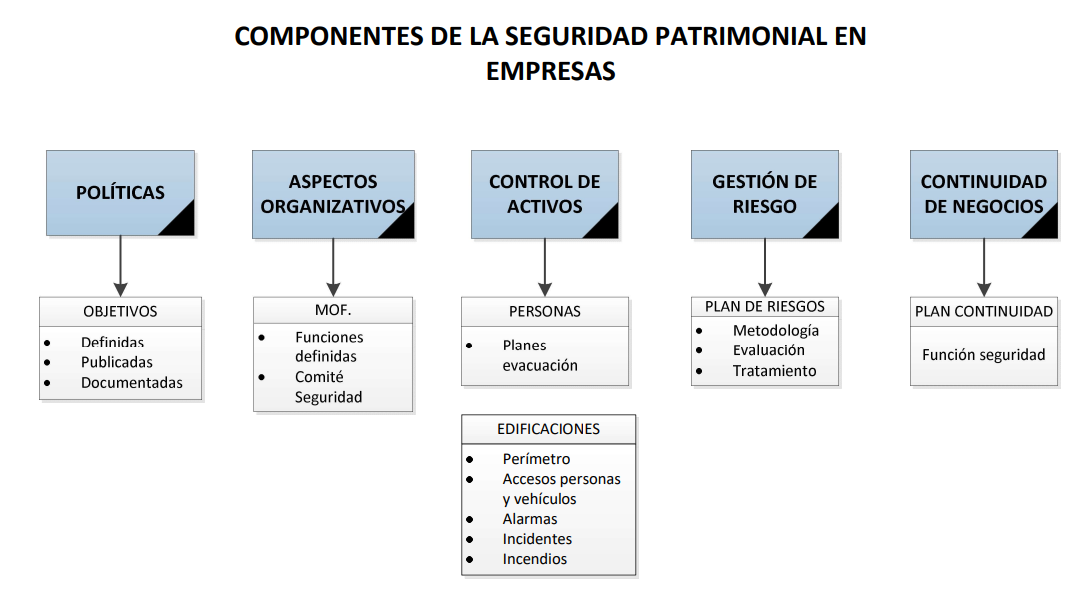 COMPONENTES DE LA SEGURIDAD PATRIMONIAL EN
EMPRESAS
POLÍTICAS
OBJETIVOS
• Definidas
• Publicadas
• Documentadas
ASPECTOS
ORGANIZATIVOS
MOF.
• Funciones
definidas
• Comité
Seguridad
CONTROL DE
ACTIVOS
PERSONAS
• Planes
evacuación
EDIFICACIONES
• Perímetro
• Accesos personas
y vehículos
• Alarmas
• Incidentes
• Incendios
GESTIÓN DE
RIESGO
PLAN DE RIESGOS
• Metodología
• Evaluación
• Tratamiento
CONTINUIDAD
DE NEGOCIOS
PLAN CONTINUIDAD
Función seguridad